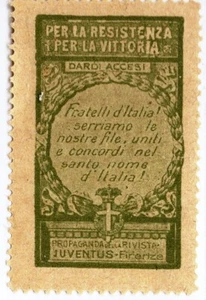 PER LA RESISTENZA
PER LA VITTORIA
DARDI ACCESI
Fratelli d'Italia!
serriamo le
nostre file, uniti
e concordi nel
santo nome
d'Italia!
PROPAGANDA DELLA RIVISTA
IUVENTUS - Firenze